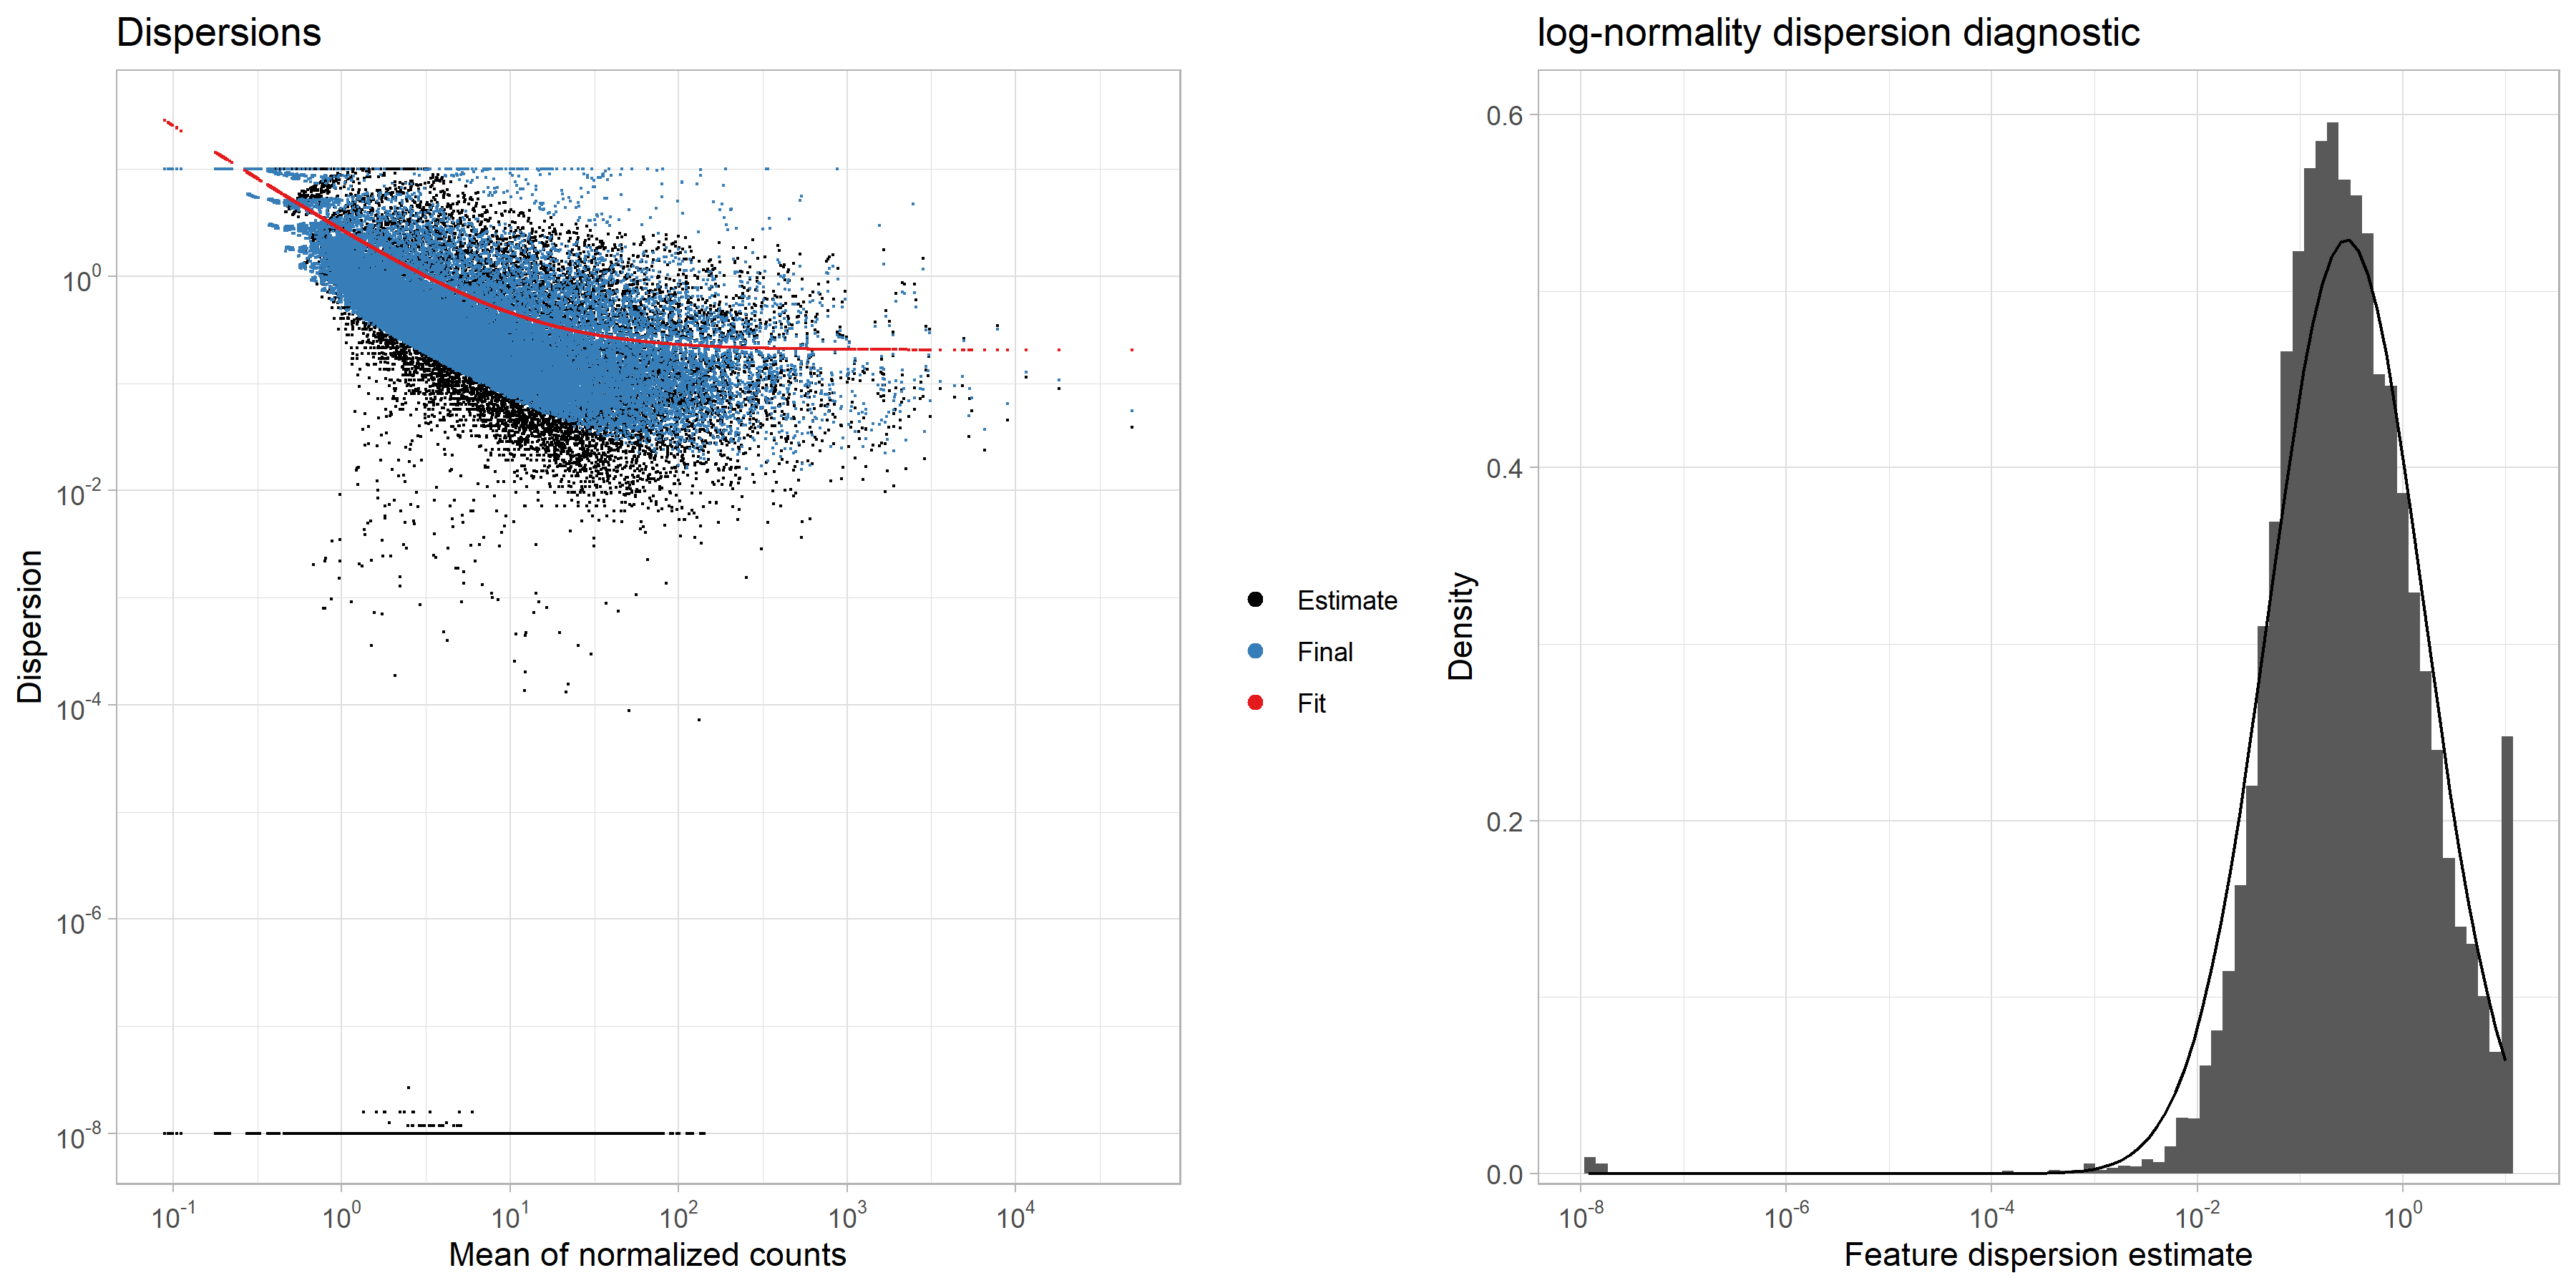 Dispersions
log-normality dispersion diagnostic
Dispersion
10^0
10^-2
10^-4
10^-6
10^-8
10^-1
10^0
10^1
10^2
10^3
10^4
Mean of normalized counts
Estimate
Final
Fit
Density
0.6
0.4
0.2
0.0
10^-8
10^-6
10^-4
10^-2
10^0
Feature dispersion estimate